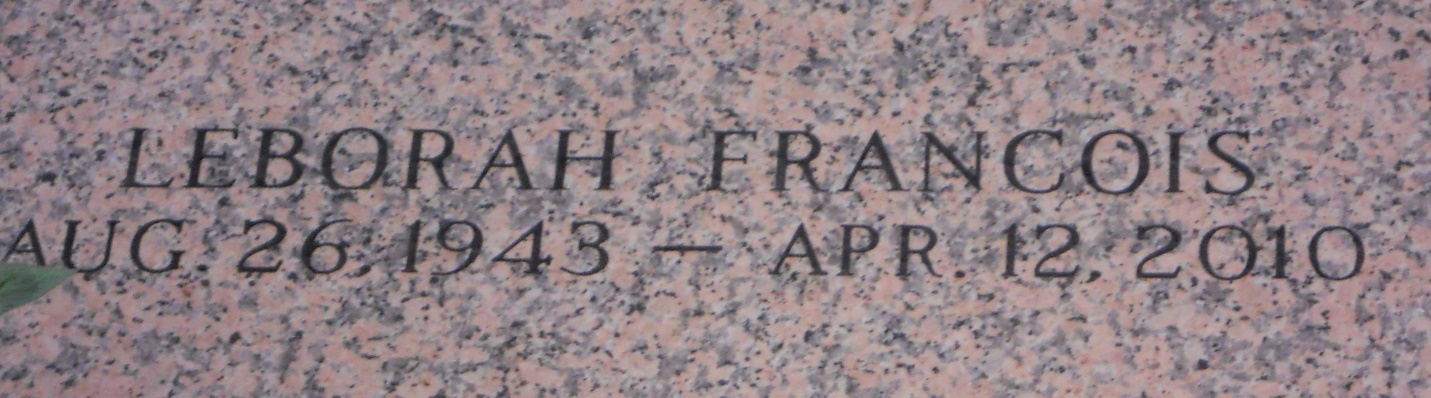 LEBORAH FRANCOIS
AUG. 26, 1943 — APR. 12, 2010